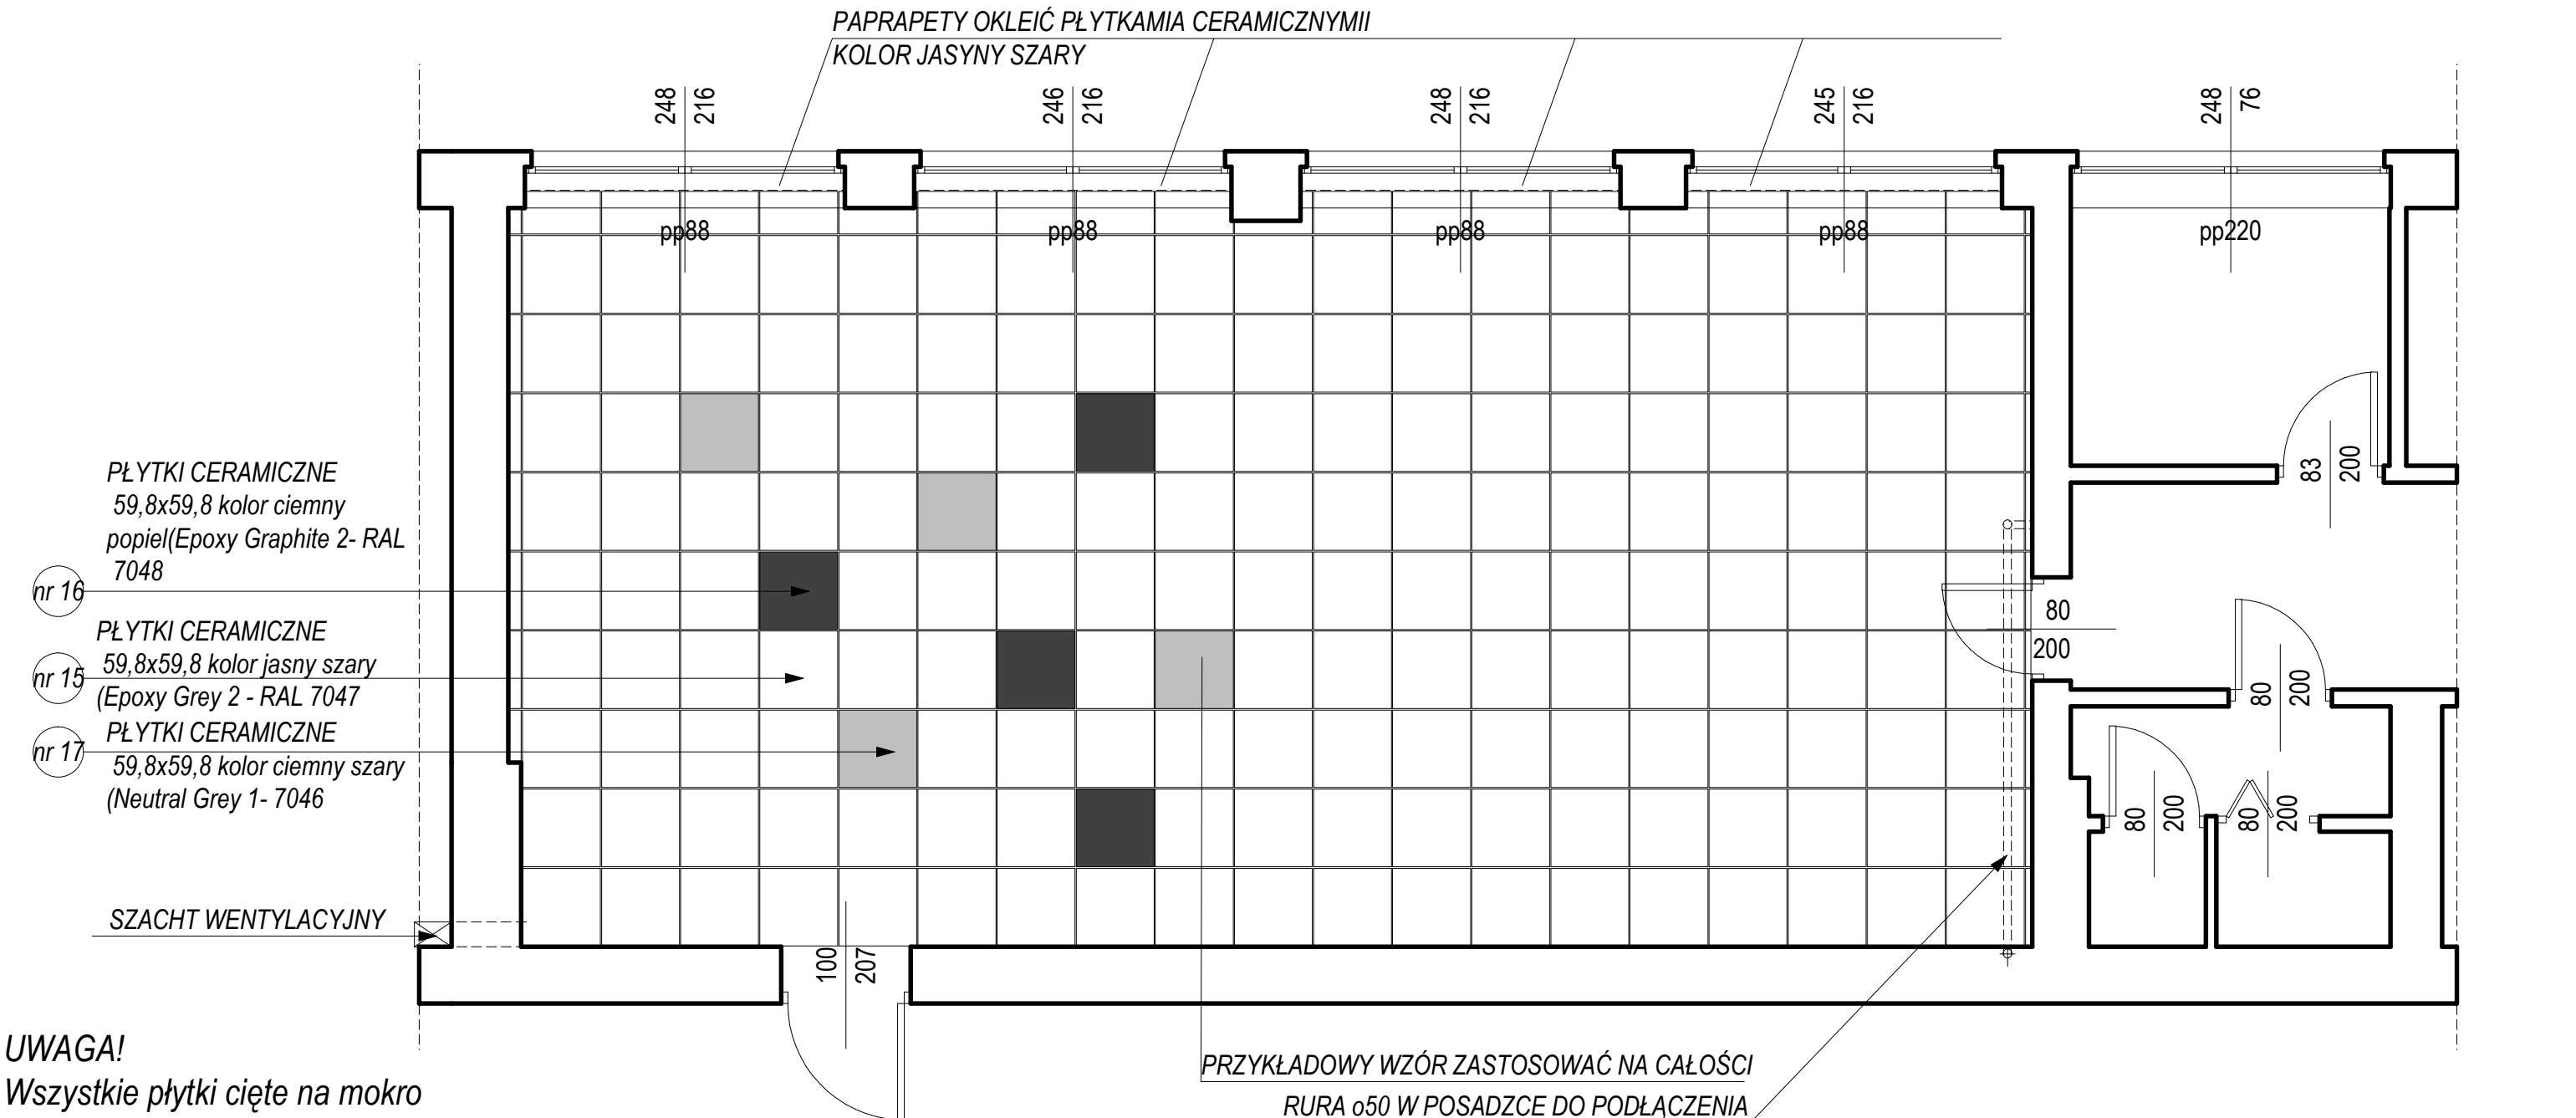 PAPRAPETY OKLEIĆ PŁYTKAMIA CERAMICZNYMII
KOLOR JASYNY SZARY
248
216
246
216
248
216
245
216
248
76
pp88
pp88
pp88
pp88
pp220
PŁYTKI CERAMICZNE
59,8x59,8 kolor ciemny
popiel(Epoxy Graphite 2- RAL
7048
nr 16
83
200
80
200
PŁYTKI CERAMICZNE
59,8x59,8 kolor jasny szary
(Epoxy Grey 2 - RAL 7047
nr 15
80
200
PŁYTKI CERAMICZNE
59,8x59,8 kolor ciemny szary
(Neutral Grey 1- 7046
nr 17
80
200
80
200
SZACHT WENTYLACYJNY
100
207
UWAGA!
Wszystkie płytki cięte na mokro
PRZYKŁADOWY WZÓR ZASTOSOWAĆ NA CAŁOŚCI
RURA o50 W POSADZCE DO PODŁACZENIA